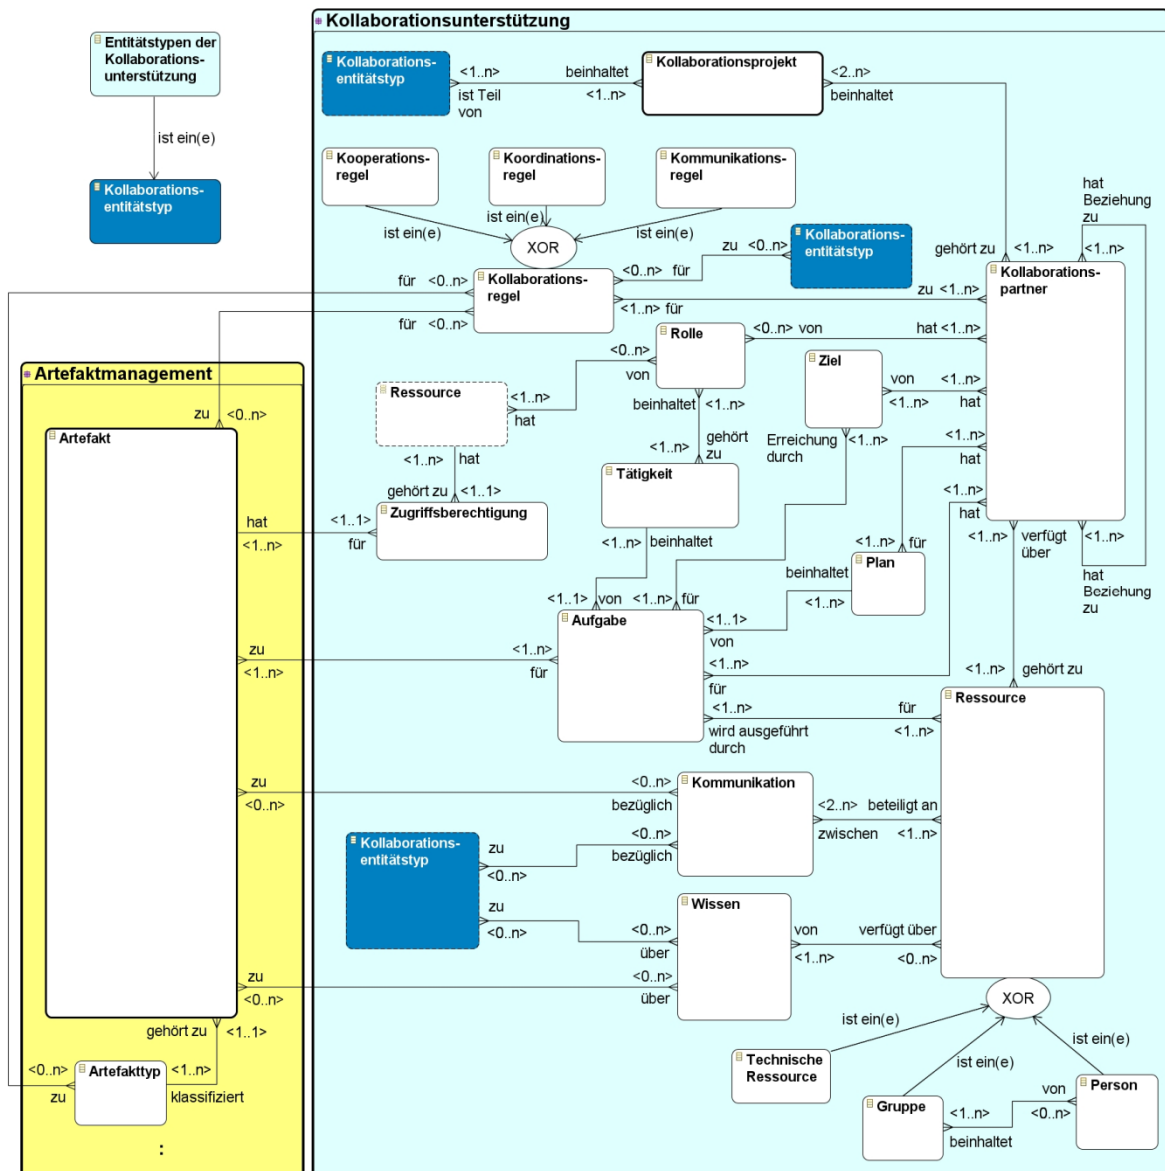 Kollaborationsunterstützung
Entitätstypen der
Kollaborations-
unterstützung
ist ein(e)
Kollaborations-
entitätstyp
Kollaborations-
entitätstyp
<1..n>
ist Teil
von
beinhaltet
<1..n>
Kollaborationsprojekt
<2..n>
beinhaltet
Kooperations-
regel
Koordinations-
regel
Kommunikations-
regel
ist ein(e)
ist ein(e)
ist ein(e)
XOR
hat
Beziehung
zu
<1..n>
gehört zu
<1..n>
Kollaborations-
entitätstyp
zu
<0..n>
<0..n>
für
Kollaborations-
regel
für
<0..n>
für
<0..n>
<1..n>
für
zu
<1..n>
Kollaborations-
partner
Rolle
<0..n>
von
hat
<1..n>
<0..n>
von
Ziel
von
<1..n>
<1..n>
hat
Artefaktmanagement
zu
<0..n>
Artefakt
Ressource
<1..n>
hat
beinhaltet
<1..n>
gehört
zu
Erreichung
durch
<1..n>
<1..n>
hat
<1..n>
hat
gehört zu
<1..1>
Tätigkeit
<1..n>
hat
Zugriffsberechtigung
hat
<1..n>
<1..1>
für
<1..n>
beinhaltet
<1..n>
für
Plan
beinhaltet
<1..n>
<1..n>
verfügt
über
hat
Beziehung
zu
<1..1>
von
<1..n>
für
Aufgabe
<1..1>
von
zu
<1..n>
<1..n>
für
<1..n>
für
<1..n>
gehört zu
Ressource
<1..n>
wird ausgeführt
durch
für
<1..n>
zu
<0..n>
<0..n>
bezüglich
Kommunikation
<2..n>
zwischen
beteiligt an
<1..n>
Kollaborations-
entitätstyp
zu
<0..n>
<0..n>
bezüglich
zu
<0..n>
<0..n>
über
Wissen
von
<1..n>
verfügt über
<0..n>
zu
<0..n>
<0..n>
über
XOR
gehört zu
<1..1>
ist ein(e)
ist ein(e)
ist ein(e)
<0..n>
zu
Artefakttyp
<1..n>
klassifiziert
Technische
Ressource
Gruppe
<1..n>
beinhaltet
von
<0..n>
Person
: